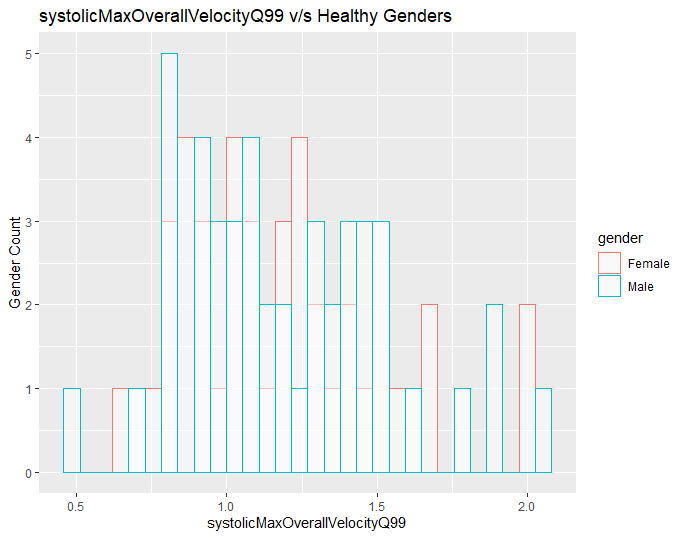 systolicMaxOverallVelocityQ99 v/s Healthy Genders
Gender Count
5
4
3
2
1
0
0.5 1.0 1.5 2.0
systolicMaxOverallVelocityQ99
gender
Female
Male